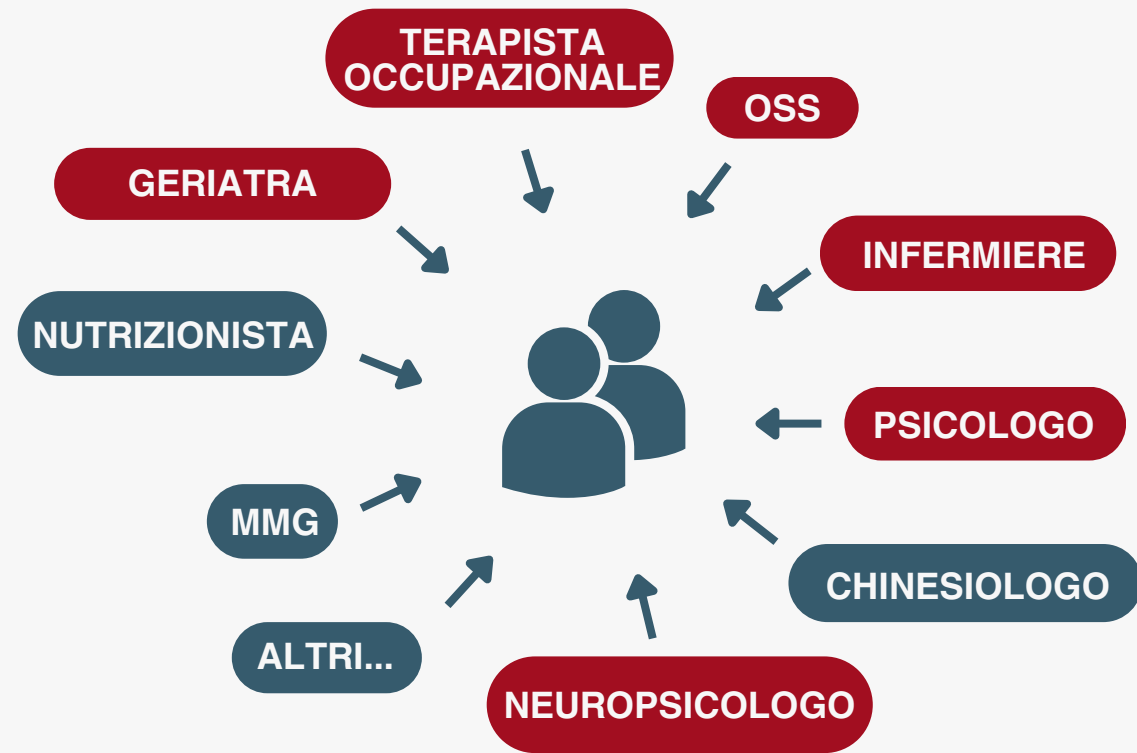 TERAPISTA
OCCUPAZIONALE
OSS
GERIATRA
INFERMIERE
NUTRIZIONISTA
PSICOLOGO
MMG
CHINESIOLOGO
ALTRI...
NEUROPSICOLOGO